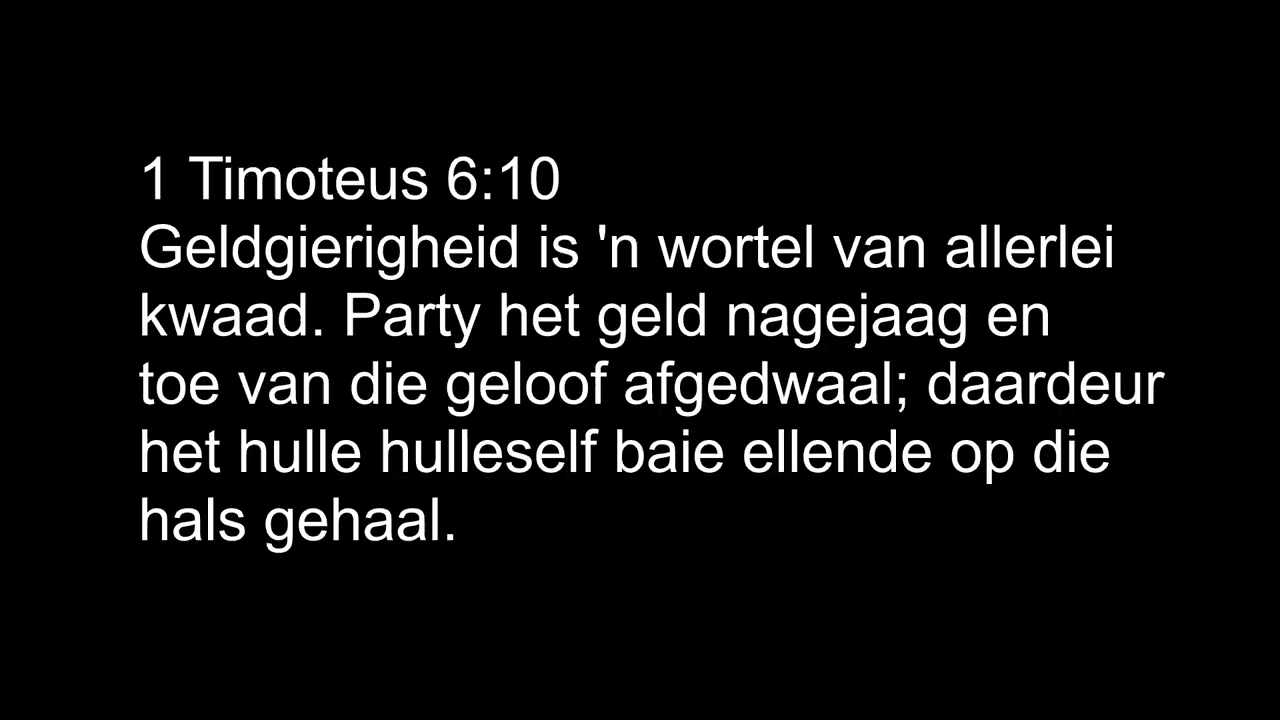 1 Timoteus 6:10
Geldgierigheid is 'n wortel van allerlei
kwaad. Party het geld nagejaag en
toe van die geloof afgedwaal; daardeur
het hulle hulleself baie ellende op die
hals gehaal.